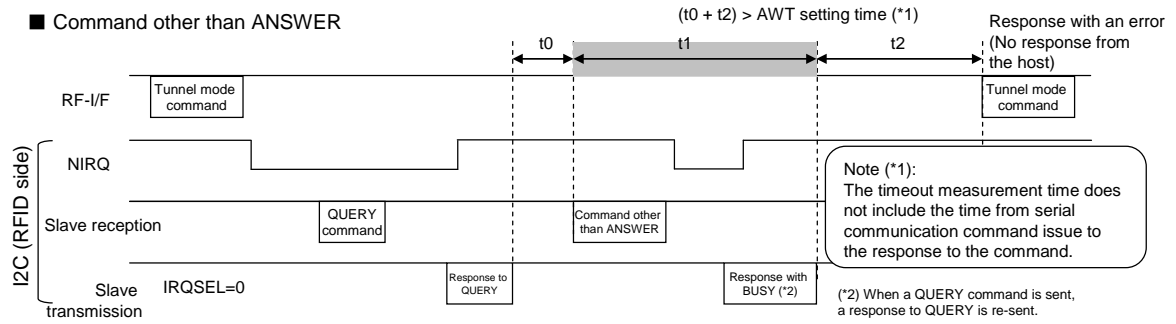 ■ Command other than ANSWER
(t0 + t2) > AWT setting time (*1)
Response with an error
(No response from
the host)
t0
t1
t2
RF-I/F
Tunnel mode
command
Tunnel mode
command
I2C (RFID side)
NIRQ
Note (*1):
The timeout measurement time does
not include the time from serial
communication command issue to
the response to the command.
Slave reception
QUERY
command
Command other
than ANSWER
Slave
transmission
IRQSEL=0
Response to
QUERY
Response with
BUSY (*2)
(*2) When a QUERY command is sent,
a response to QUERY is re-sent.